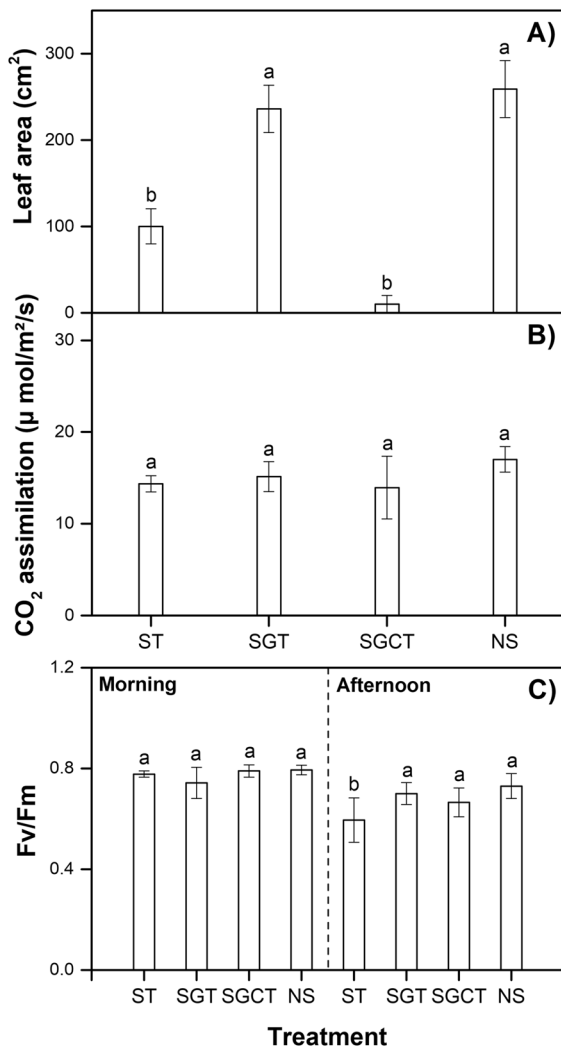 A)
Leaf area (cm²)
300
200
100
0
b
a
b
a
B)
CO₂ assimilation (μ mol/m²/s)
30
20
10
0
a
a
a
a
ST SGT SGCT NS
Morning Afternoon C)
Fv/Fm
1.2
0.8
0.4
0.0
a a a a b a a a
ST SGT SGCT NS ST SGT SGCT NS
Treatment